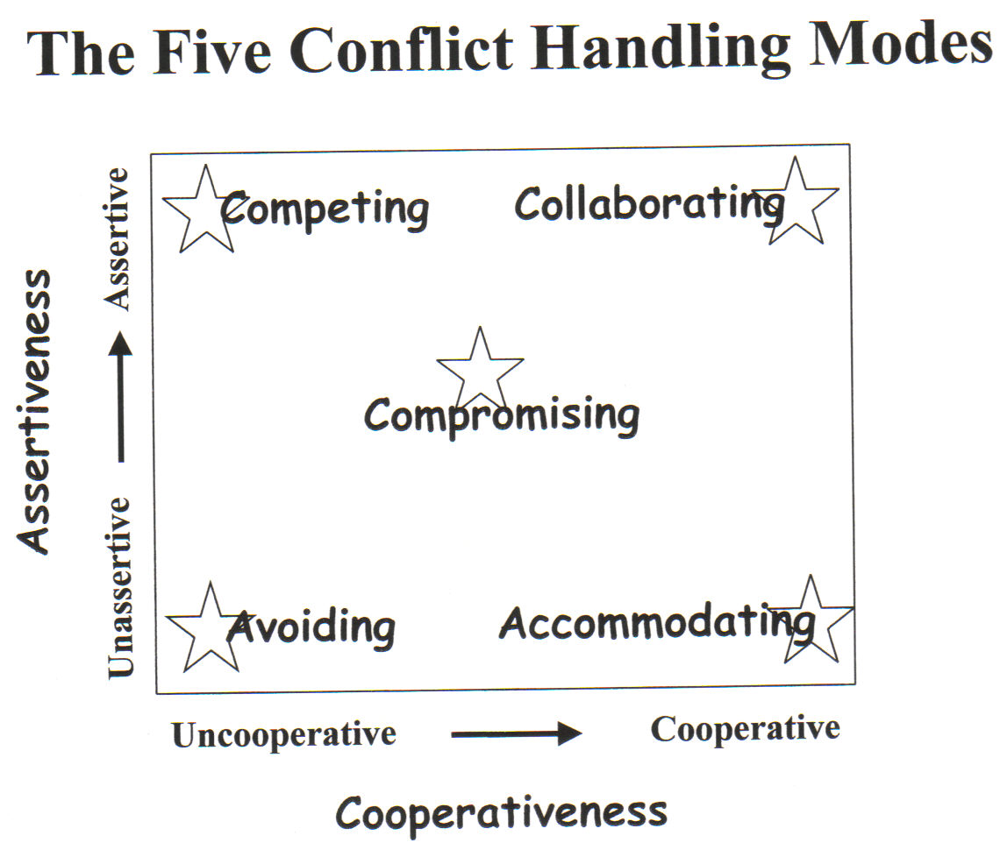 The Five Conflict Handling Modes
Competing
Collaborating
Compromising
Avoiding
Accommodating
Assertiveness
Unassertive
Assertive
Uncooperative
Cooperative
Cooperativeness